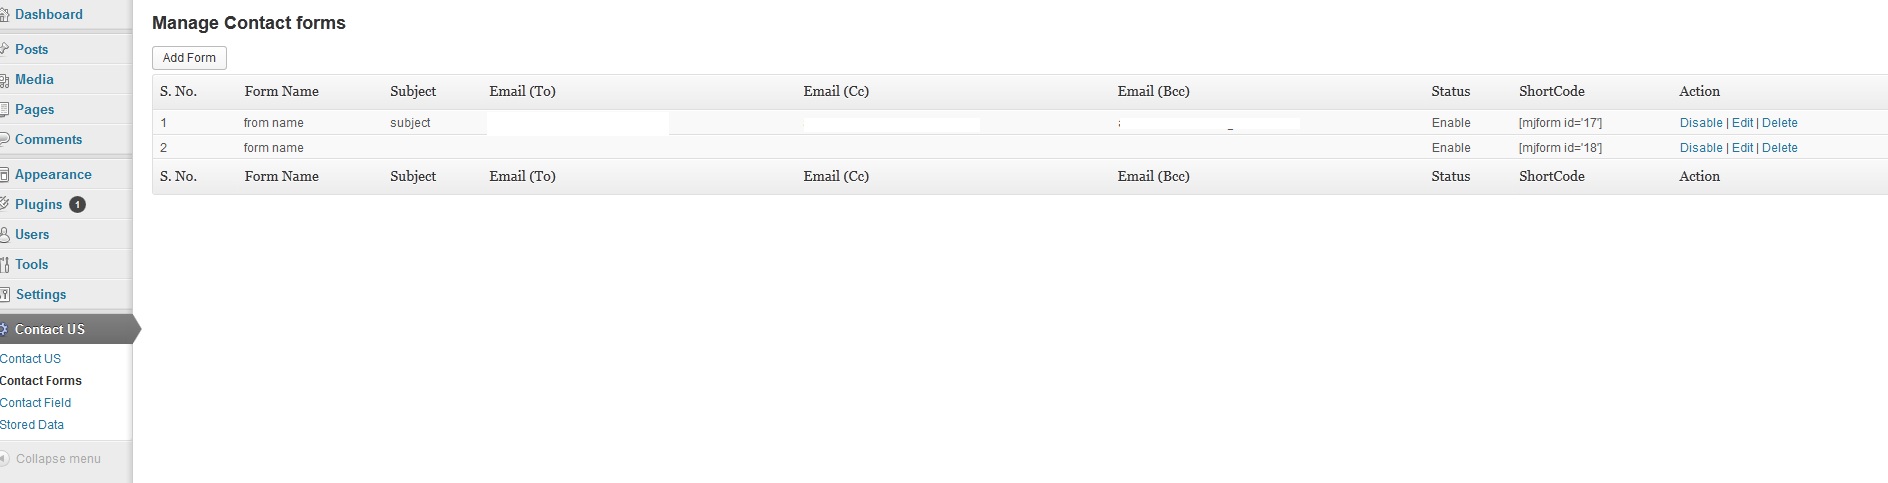 Dashboard
Posts
Media
Pages
Comments
Appearance
Plugins 1
Users
Tools
Settings
Contact US
Contact US
Contact Forms
Contact Field
Stored Data
Collapse menu
Manage Contact forms
Add Form
S. No. Form Name Subject Email (To) Email (Cc) Email (Bcc) Status ShortCode Action
1 from name subject Enable [mjform id='17'] Disable | Edit | Delete
2 form name Enable [mjform id='18'] Disable | Edit | Delete
S. No. Form Name Subject Email (To) Email (Cc) Email (Bcc) Status ShortCode Action